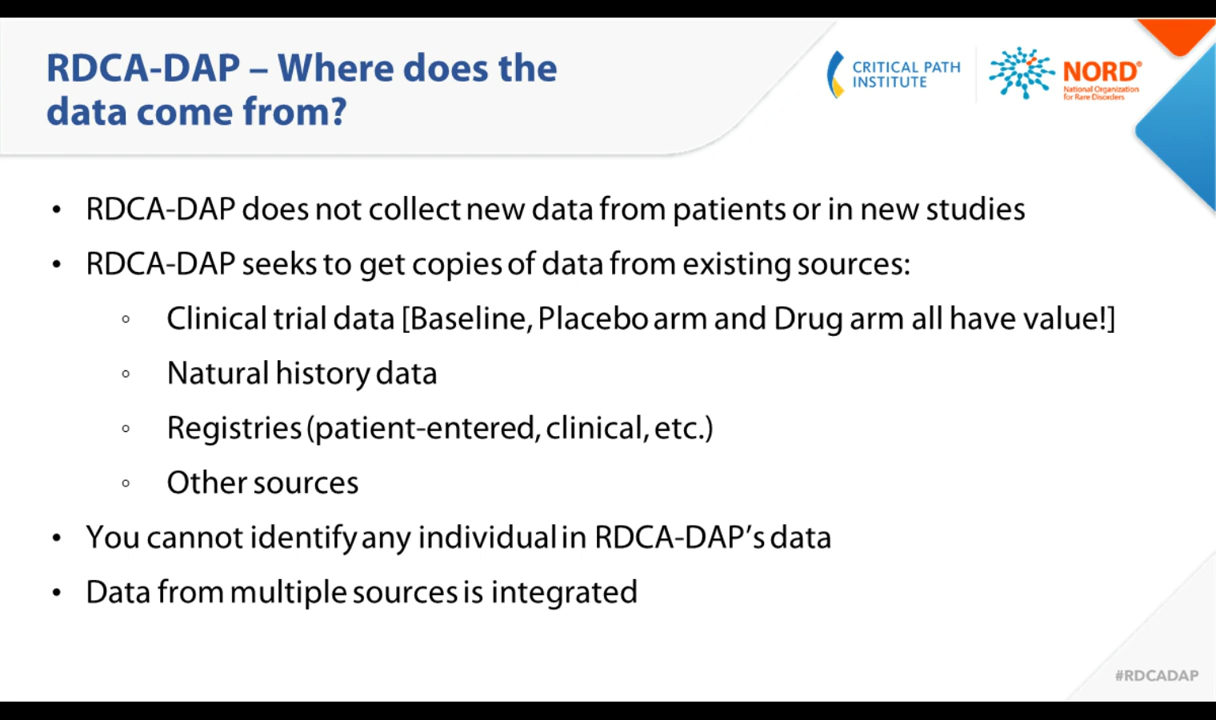 RDCA-DAP – Where does the
data come from?
CRITICAL PATH
INSTITUTE
NORD®
National Organization
for Rare Disorders
• RDCA-DAP does not collect new data from patients or in new studies
• RDCA-DAP seeks to get copies of data from existing sources:
◦ Clinical trial data [Baseline, Placebo arm and Drug arm all have value!]
◦ Natural history data
◦ Registries (patient-entered, clinical, etc.)
◦ Other sources
• You cannot identify any individual in RDCA-DAP’s data
• Data from multiple sources is integrated
#RDCADAP